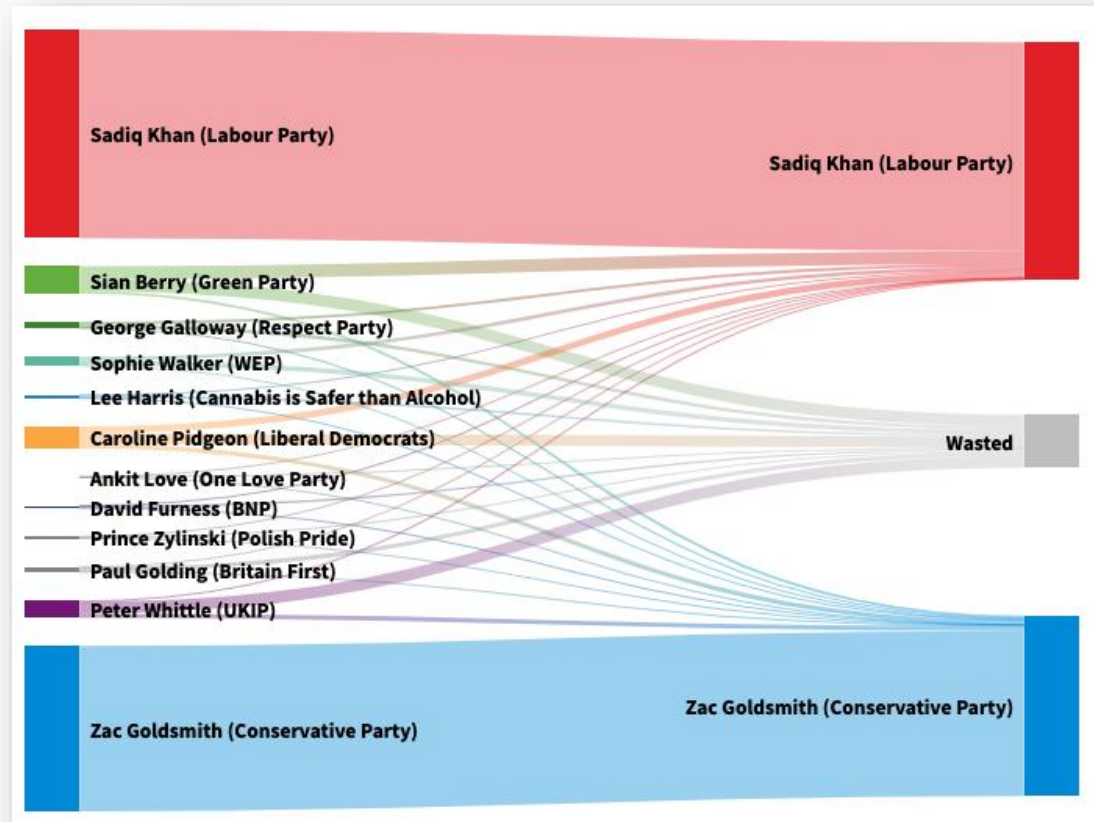 Sadiq Khan (Labour Party)
Sadiq Khan (Labour Party)
Sian Berry (Green Party)
George Galloway (Respect Party)
Sophie Walker (WEP)
Lee Harris (Cannabis is Safer than Alcohol)
Caroline Pidgeon (Liberal Democrats)
Wasted
Ankit Love (One Love Party)
David Furness (BNP)
Prince Zylinski (Polish Pride)
Paul Golding (Britain First)
Peter Whittle (UKIP)
Zac Goldsmith (Conservative Party)
Zac Goldsmith (Conservative Party)